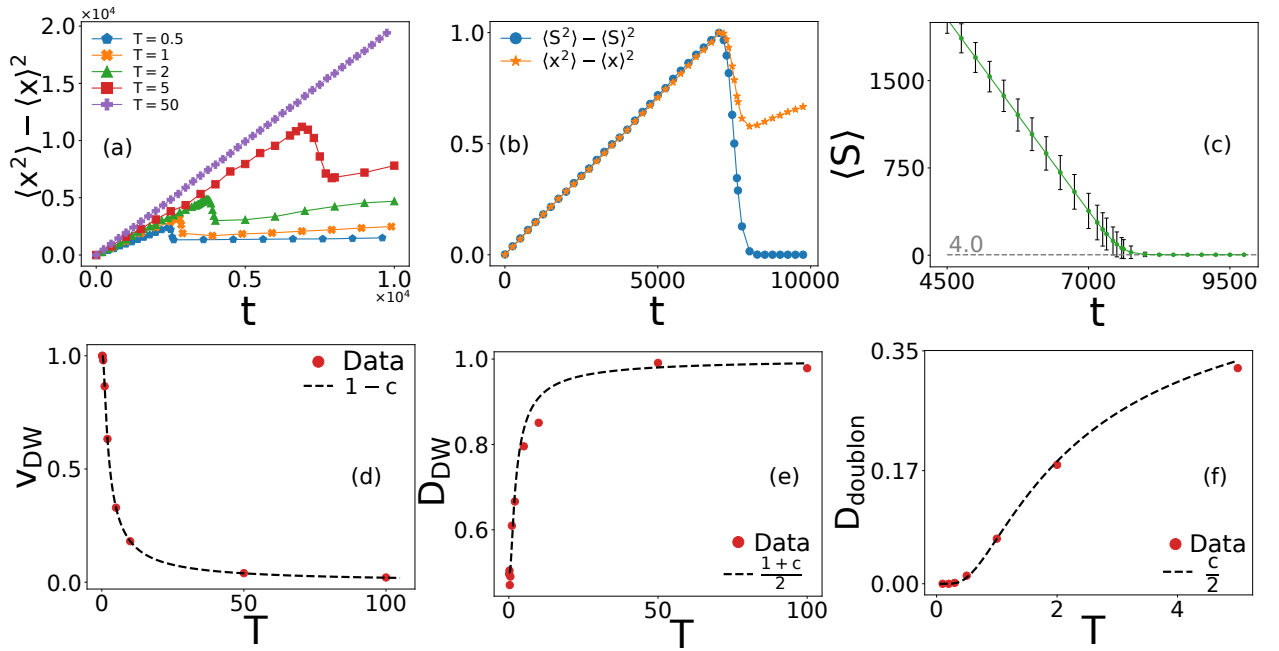 ×10⁴
2.0
1.5
1.0
0.5
0.0
⟨x²⟩ − ⟨x⟩²
T = 0.5
T = 1
T = 2
T = 5
T = 50
(a)
0.0
0.5
1.0
×10⁴
t
1.0
0.5
0.0
⟨S²⟩ − ⟨S⟩²
⟨x²⟩ − ⟨x⟩²
(b)
0
5000
10000
t
⟨S⟩
1500
750
0
(c)
4.0
4500
7000
9500
t
v_DW
1.0
0.5
0.0
Data
1 − c
(d)
0
50
100
T
D_DW
1.0
0.8
0.6
(e)
Data
1+c
2
0
50
100
T
D_doublon
0.35
0.17
0.00
(f)
Data
c
2
0
2
4
T